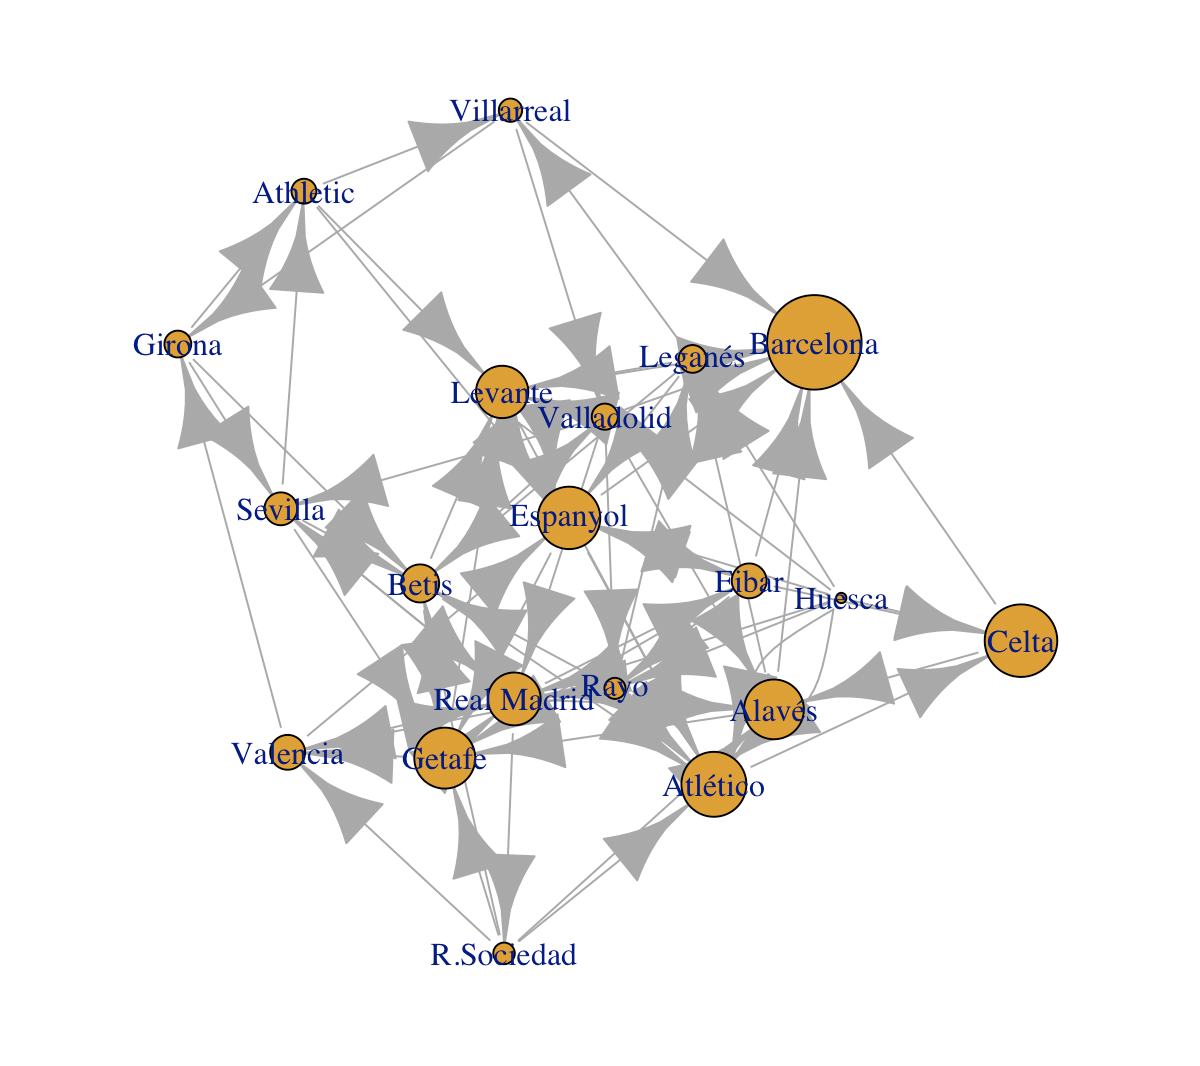 Villarreal
Athletic
Girona
Barcelona
Leganés
Levante
Valladolid
Sevilla
Espanyol
Betis
Eibar
Huesca
Celta
Rayo
Real Madrid
Alavés
Valencia
Getafe
Atlético
R.Sociedad